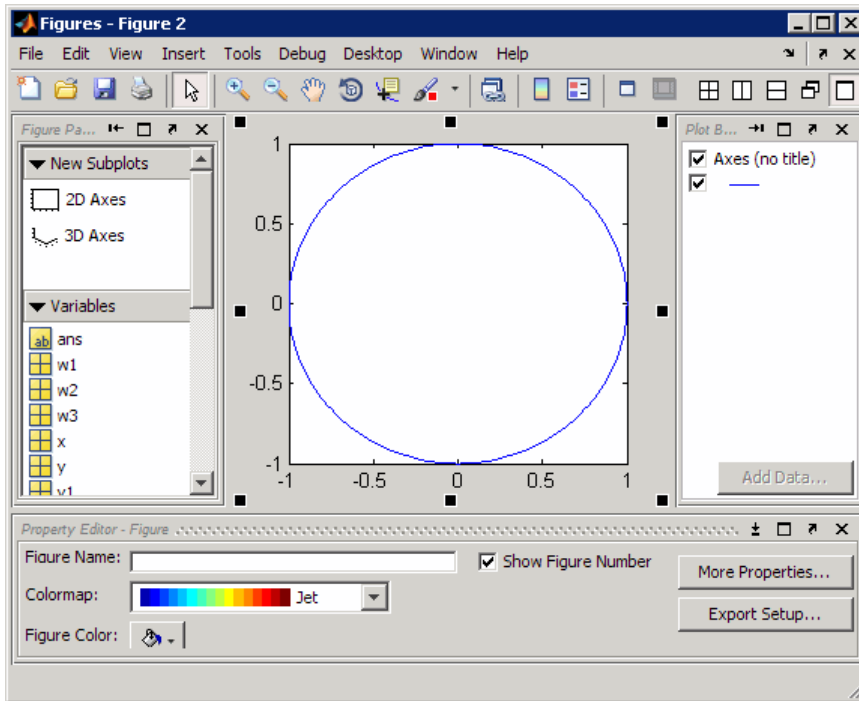 Figures - Figure 2
File Edit View Insert Tools Debug Desktop Window Help
Figure Pa...
New Subplots
2D Axes
3D Axes
Variables
ab ans
w1
w2
w3
x
y
y1
1
0.5
0
-0.5
-1
-1 -0.5 0 0.5 1
Plot B...
Axes (no title)
Add Data...
Property Editor - Figure
Figure Name:
Show Figure Number
More Properties...
Colormap:
Jet
Export Setup...
Figure Color: